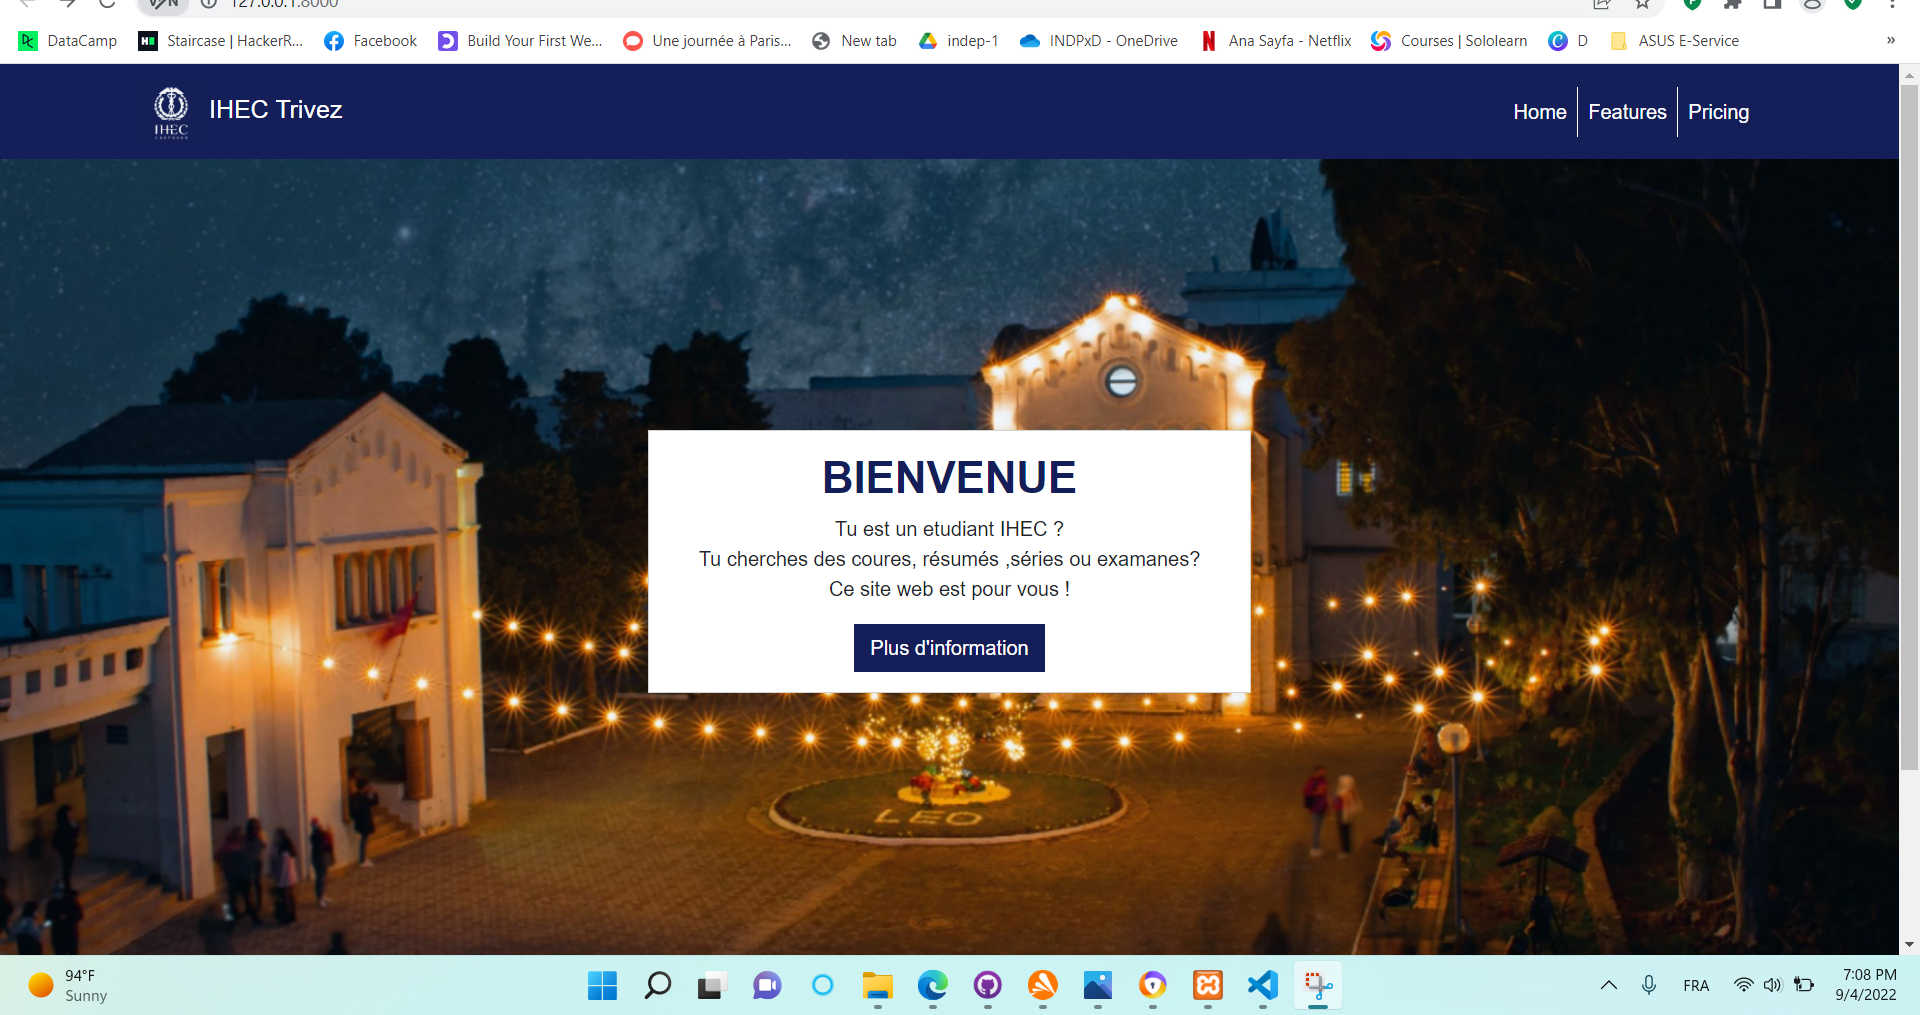 127.0.0.1:8000
DataCamp
Staircase | HackerR...
Facebook
Build Your First We...
Une journée à Paris...
New tab
indep-1
INDPxD - OneDrive
Ana Sayfa - Netflix
Courses | Sololearn
D
ASUS E-Service
»
IHEC
IHEC Trivez
Home
Features
Pricing
BIENVENUE
Tu est un etudiant IHEC ?
Tu cherches des coures, résumés ,séries ou examanes?
Ce site web est pour vous !
Plus d'information
LEO
94°F
Sunny
FRA
7:08 PM
9/4/2022